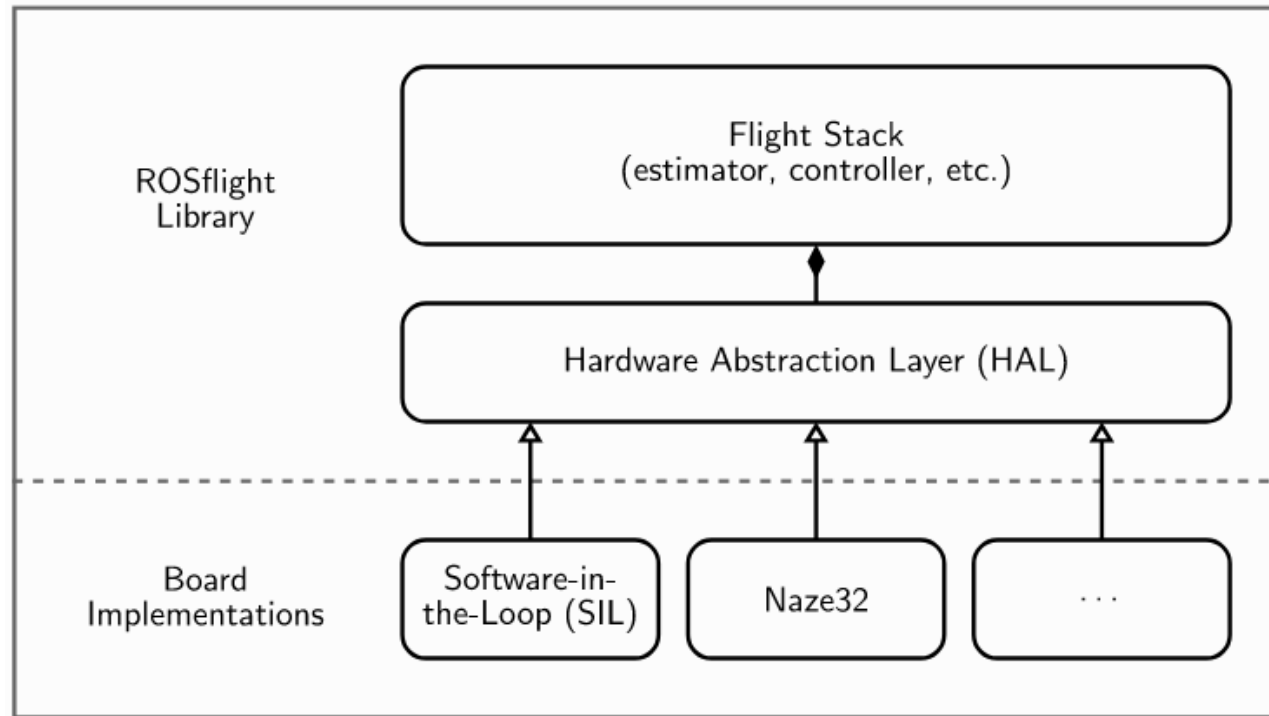 ROSflight
Library
Flight Stack
(estimator, controller, etc.)
Hardware Abstraction Layer (HAL)
Board
Implementations
Software-in-
the-Loop (SIL)
Naze32
···